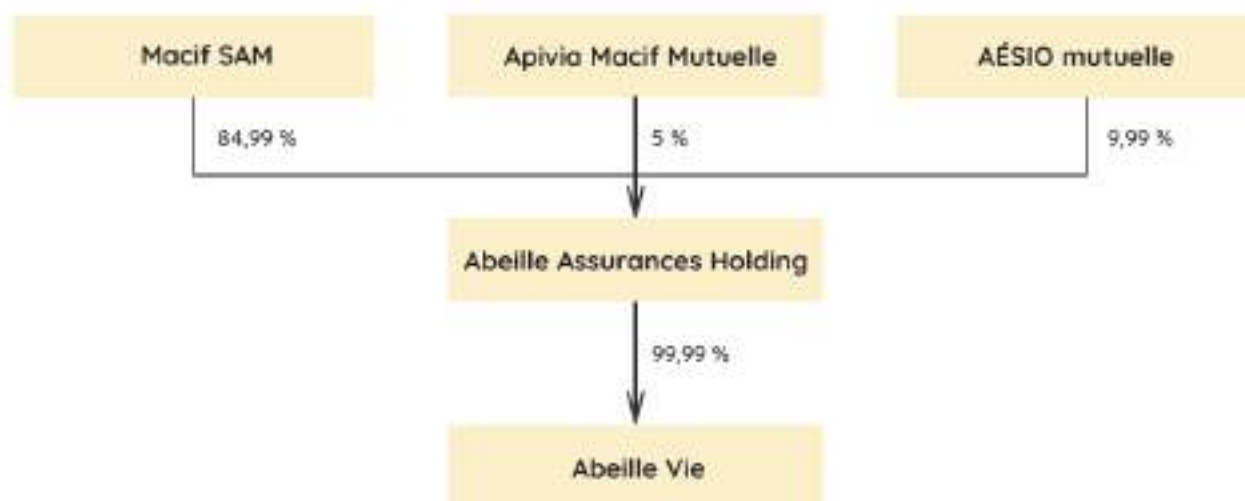 Macif SAM
Apivia Macif Mutuelle
AÉSIO mutuelle
84,99 %
5 %
9,99 %
Abeille Assurances Holding
99,99 %
Abeille Vie